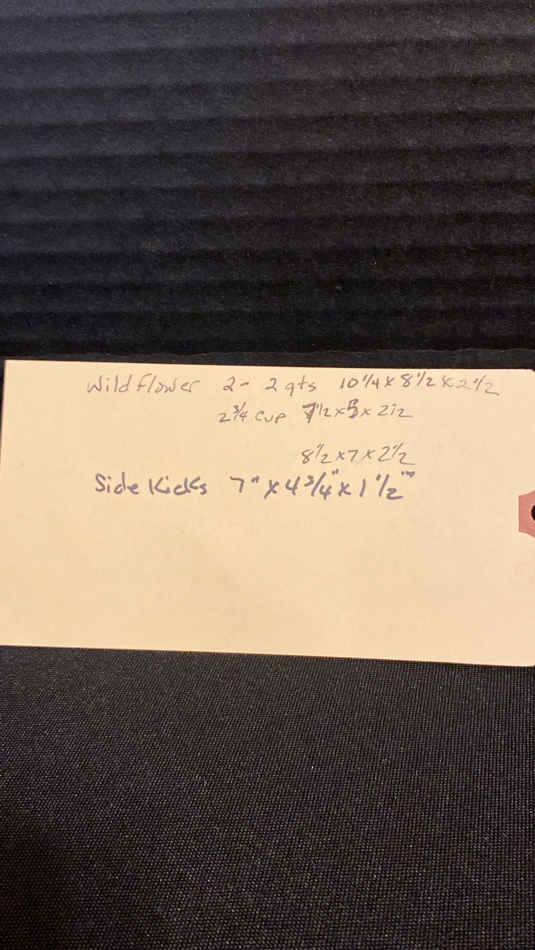 Wildflower 2- 2 qts 10 1/4 x 8 1/2 x 2 1/2
2 3/4 cup 7 1/2 x 5 x 2 1/2
8 1/2 x 7 x 2 1/2
Side Kicks 7" x 4 3/4" x 1 1/2"